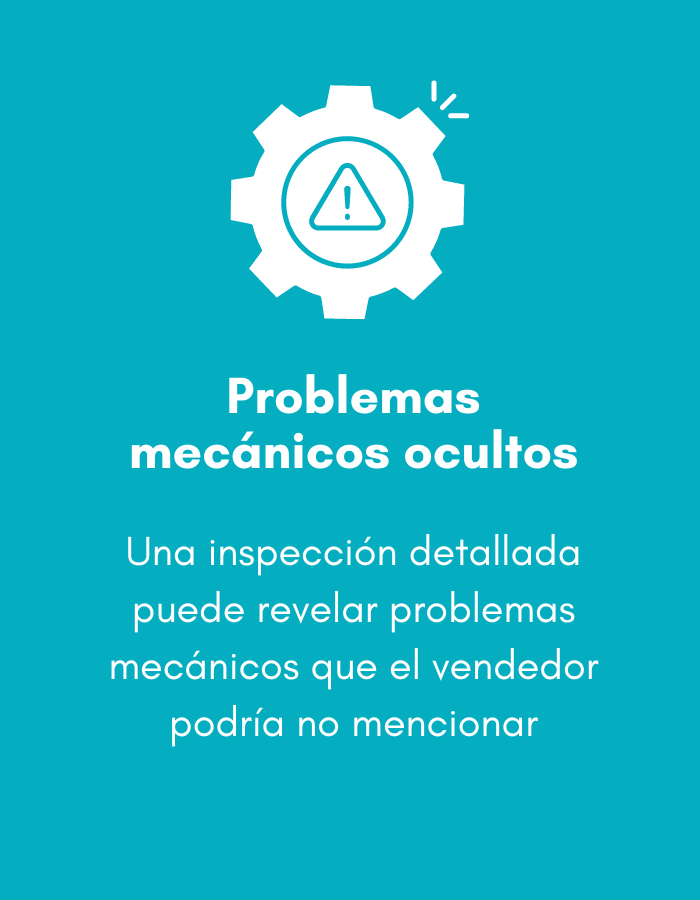 Problemas
mecánicos ocultos
Una inspección detallada
puede revelar problemas
mecánicos que el vendedor
podría no mencionar